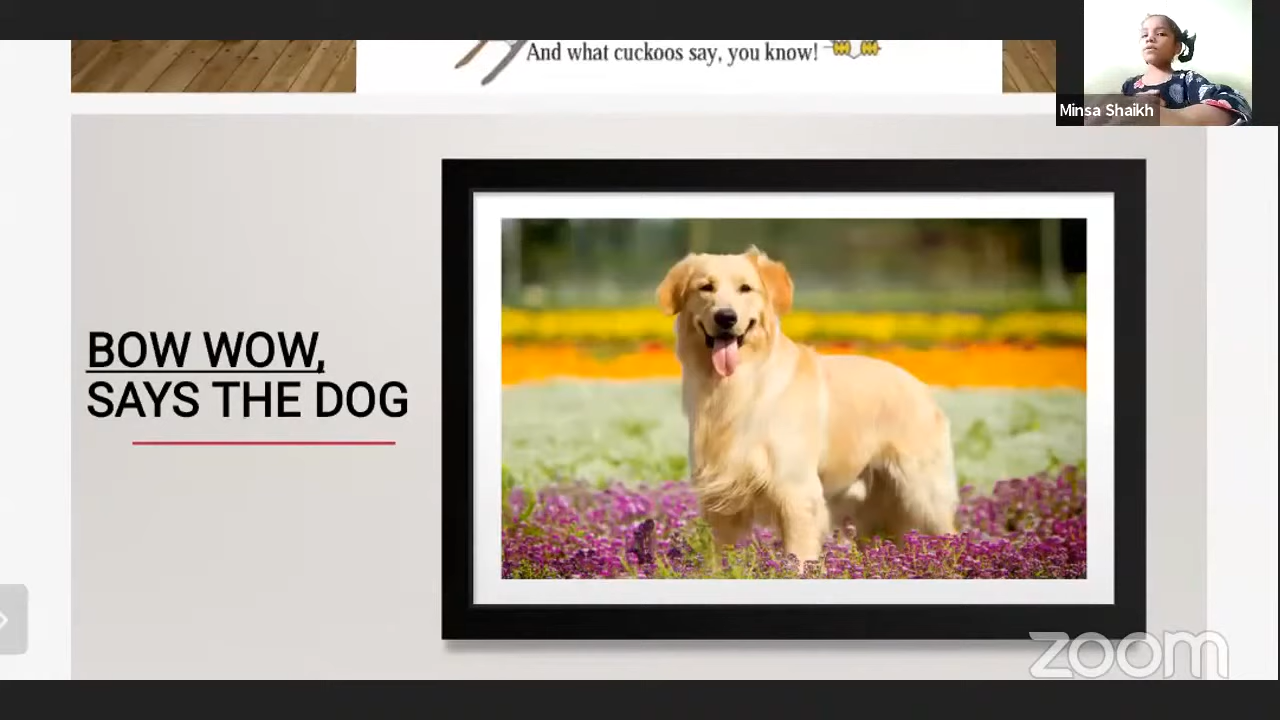 And what cuckoos say, you know!
Minsa Shaikh
BOW WOW,
SAYS THE DOG
zoom